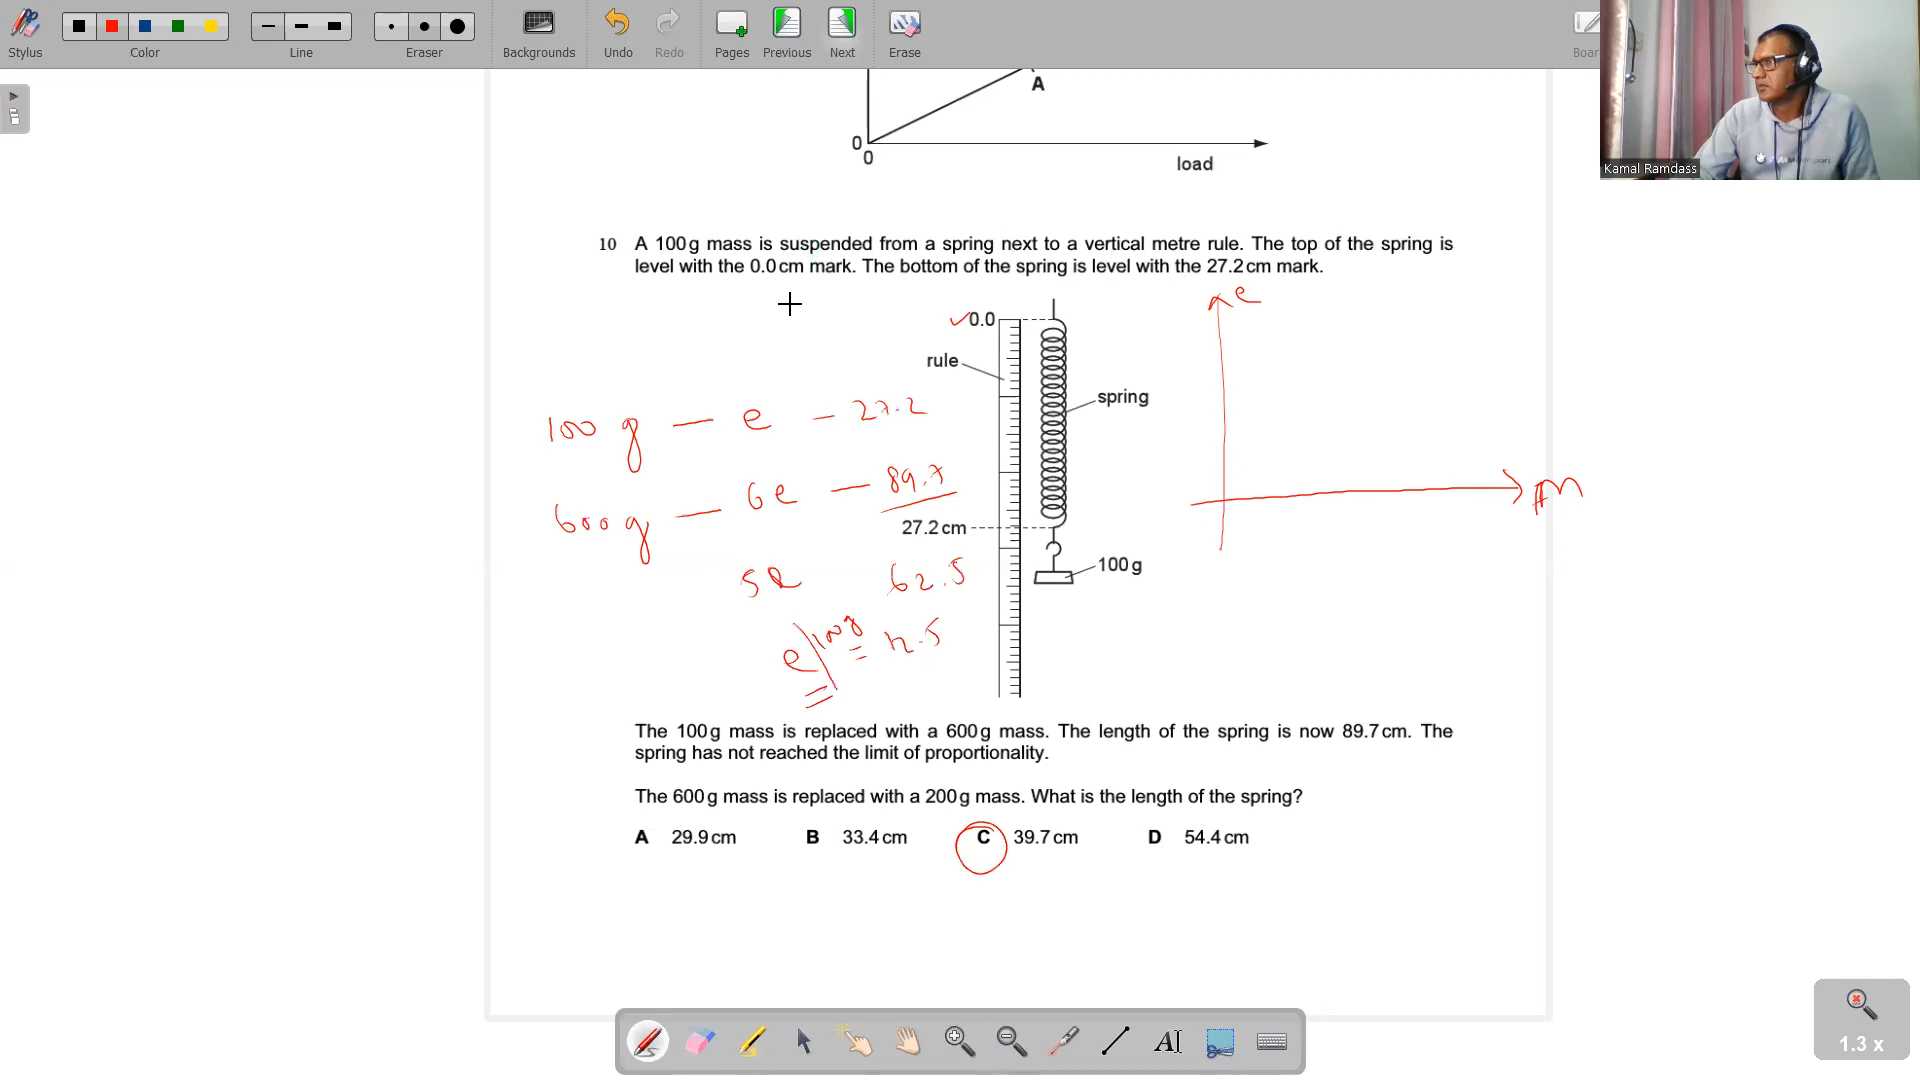 Stylus
Color
Line
Eraser
Backgrounds
Undo
Redo
Pages
Previous
Next
Erase
Kamal Ramdass
A
0
0
load
10 A 100 g mass is suspended from a spring next to a vertical metre rule. The top of the spring is
level with the 0.0 cm mark. The bottom of the spring is level with the 27.2 cm mark.
e
0.0
rule
spring
100 g — e — 27.2
600 g — 6e — 89.7
m
27.2 cm
100 g
62.5
e 100g = 12.5
The 100 g mass is replaced with a 600 g mass. The length of the spring is now 89.7 cm. The
spring has not reached the limit of proportionality.
The 600 g mass is replaced with a 200 g mass. What is the length of the spring?
A 29.9 cm B 33.4 cm C 39.7 cm D 54.4 cm
1.3 x